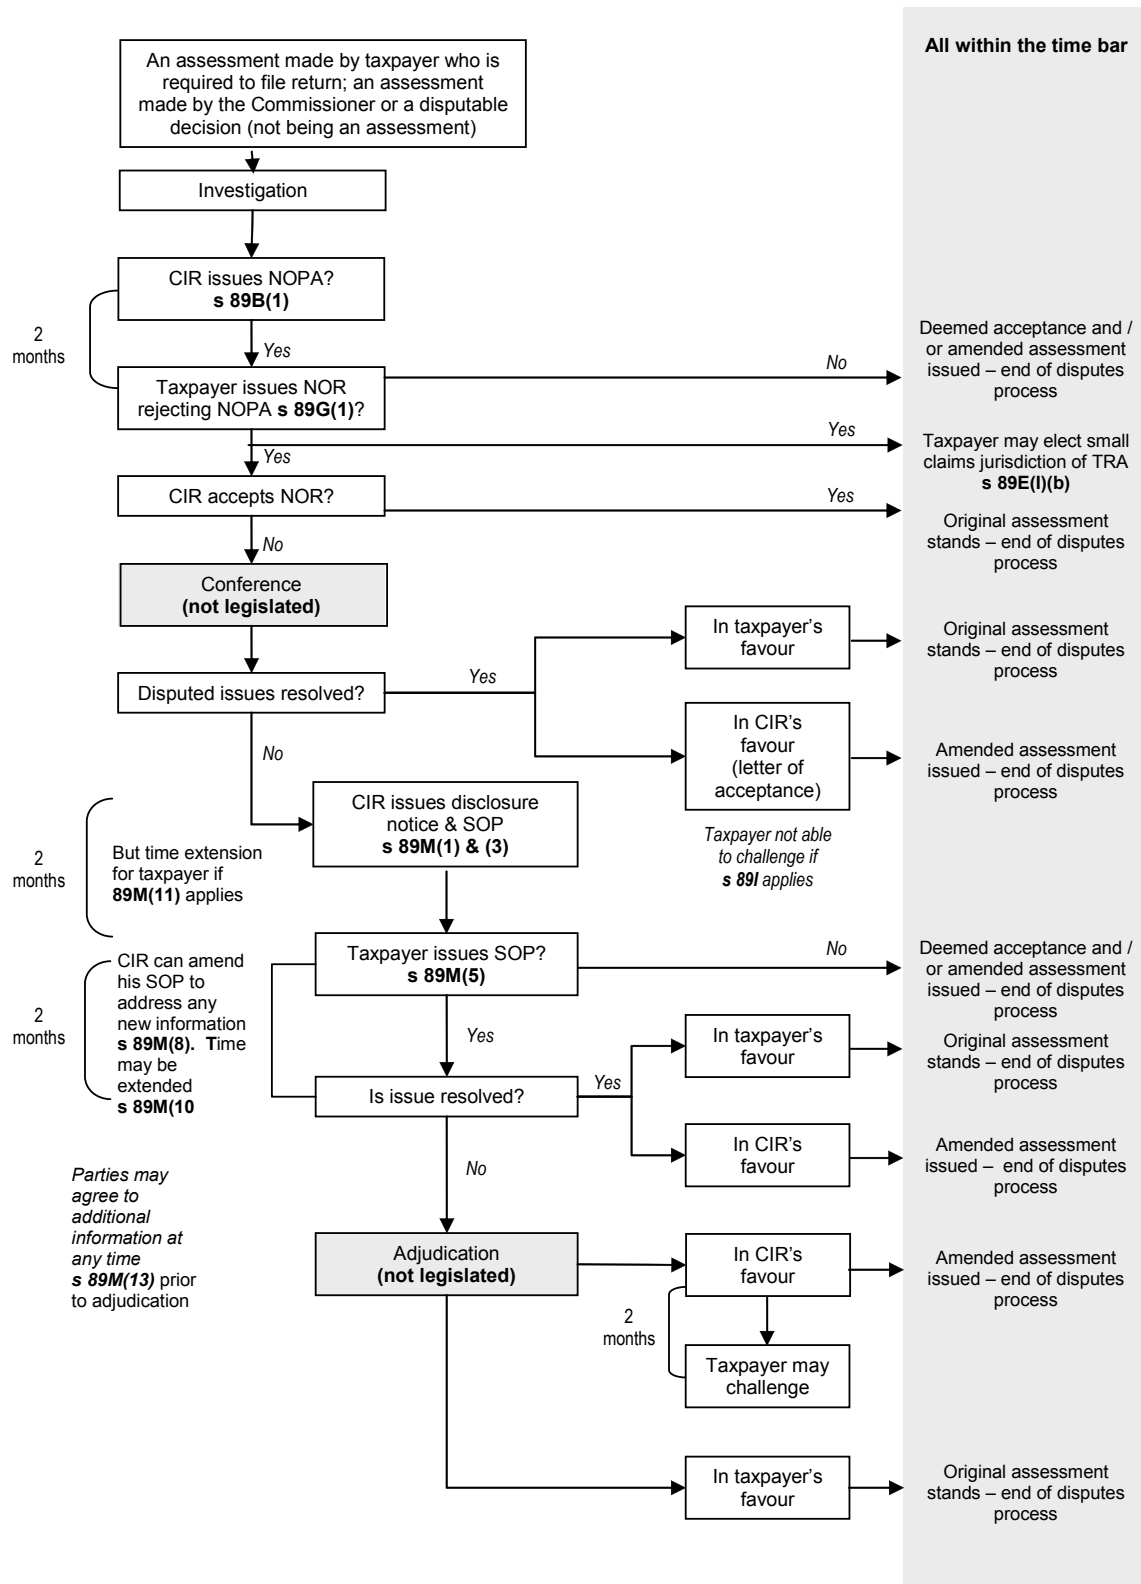 All within the time bar
An assessment made by taxpayer who is
required to file return; an assessment
made by the Commissioner or a disputable
decision (not being an assessment)
Investigation
CIR issues NOPA?
s 89B(1)
2
months
Yes
Taxpayer issues NOR
rejecting NOPA s 89G(1)?
No
Deemed acceptance and /
or amended assessment
issued – end of disputes
process
Yes
Yes
Taxpayer may elect small
claims jurisdiction of TRA
s 89E(I)(b)
CIR accepts NOR?
Yes
Original assessment
stands – end of disputes
process
No
Conference
(not legislated)
Disputed issues resolved?
Yes
In taxpayer's
favour
Original assessment
stands – end of disputes
process
In CIR's
favour
(letter of
acceptance)
Amended assessment
issued – end of disputes
process
Taxpayer not able
to challenge if
s 89I applies
No
CIR issues disclosure
notice & SOP
s 89M(1) & (3)
2
months
But time extension
for taxpayer if
89M(11) applies
Taxpayer issues SOP?
s 89M(5)
No
Deemed acceptance and /
or amended assessment
issued – end of disputes
process
2
months
CIR can amend
his SOP to
address any
new information
s 89M(8). Time
may be
extended
s 89M(10
Yes
Is issue resolved?
Yes
In taxpayer's
favour
Original assessment
stands – end of disputes
process
In CIR's
favour
Amended assessment
issued – end of disputes
process
No
Parties may
agree to
additional
information at
any time
s 89M(13) prior
to adjudication
Adjudication
(not legislated)
In CIR's
favour
Amended assessment
issued – end of disputes
process
2
months
Taxpayer may
challenge
In taxpayer's
favour
Original assessment
stands – end of disputes
process